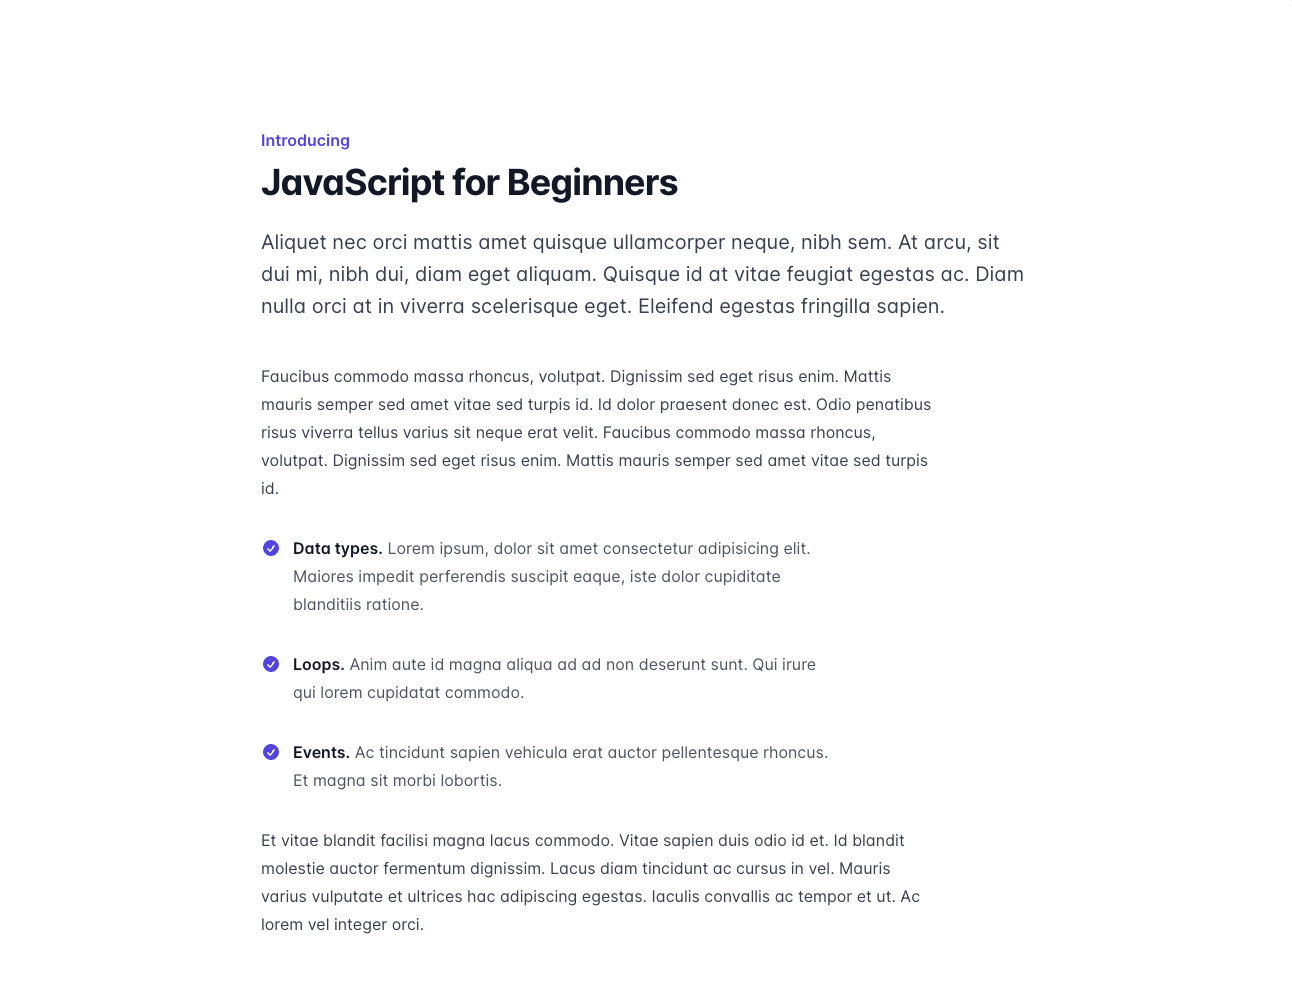 Introducing
JavaScript for Beginners
Aliquet nec orci mattis amet quisque ullamcorper neque, nibh sem. At arcu, sit
dui mi, nibh dui, diam eget aliquam. Quisque id at vitae feugiat egestas ac. Diam
nulla orci at in viverra scelerisque eget. Eleifend egestas fringilla sapien.
Faucibus commodo massa rhoncus, volutpat. Dignissim sed eget risus enim. Mattis
mauris semper sed amet vitae sed turpis id. Id dolor praesent donec est. Odio penatibus
risus viverra tellus varius sit neque erat velit. Faucibus commodo massa rhoncus,
volutpat. Dignissim sed eget risus enim. Mattis mauris semper sed amet vitae sed turpis
id.
Data types. Lorem ipsum, dolor sit amet consectetur adipisicing elit.
Maiores impedit perferendis suscipit eaque, iste dolor cupiditate
blanditiis ratione.
Loops. Anim aute id magna aliqua ad ad non deserunt sunt. Qui irure
qui lorem cupidatat commodo.
Events. Ac tincidunt sapien vehicula erat auctor pellentesque rhoncus.
Et magna sit morbi lobortis.
Et vitae blandit facilisi magna lacus commodo. Vitae sapien duis odio id et. Id blandit
molestie auctor fermentum dignissim. Lacus diam tincidunt ac cursus in vel. Mauris
varius vulputate et ultrices hac adipiscing egestas. Iaculis convallis ac tempor et ut. Ac
lorem vel integer orci.